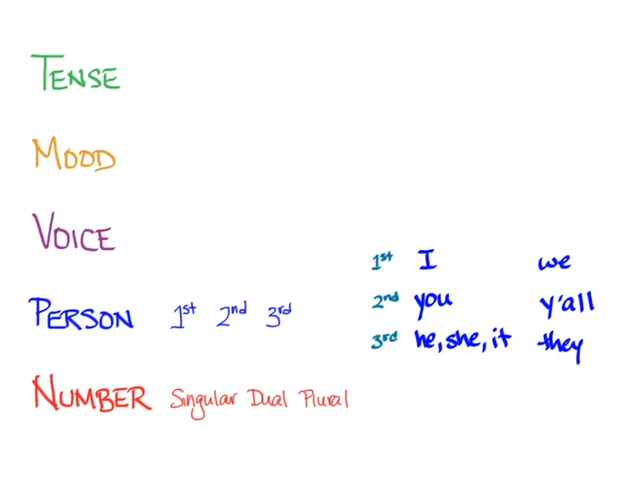 TENSE
MOOD
VOICE
1st I we
PERSON 1st 2nd 3rd
2nd you y'all
3rd he, she, it they
NUMBER Singular Dual Plural